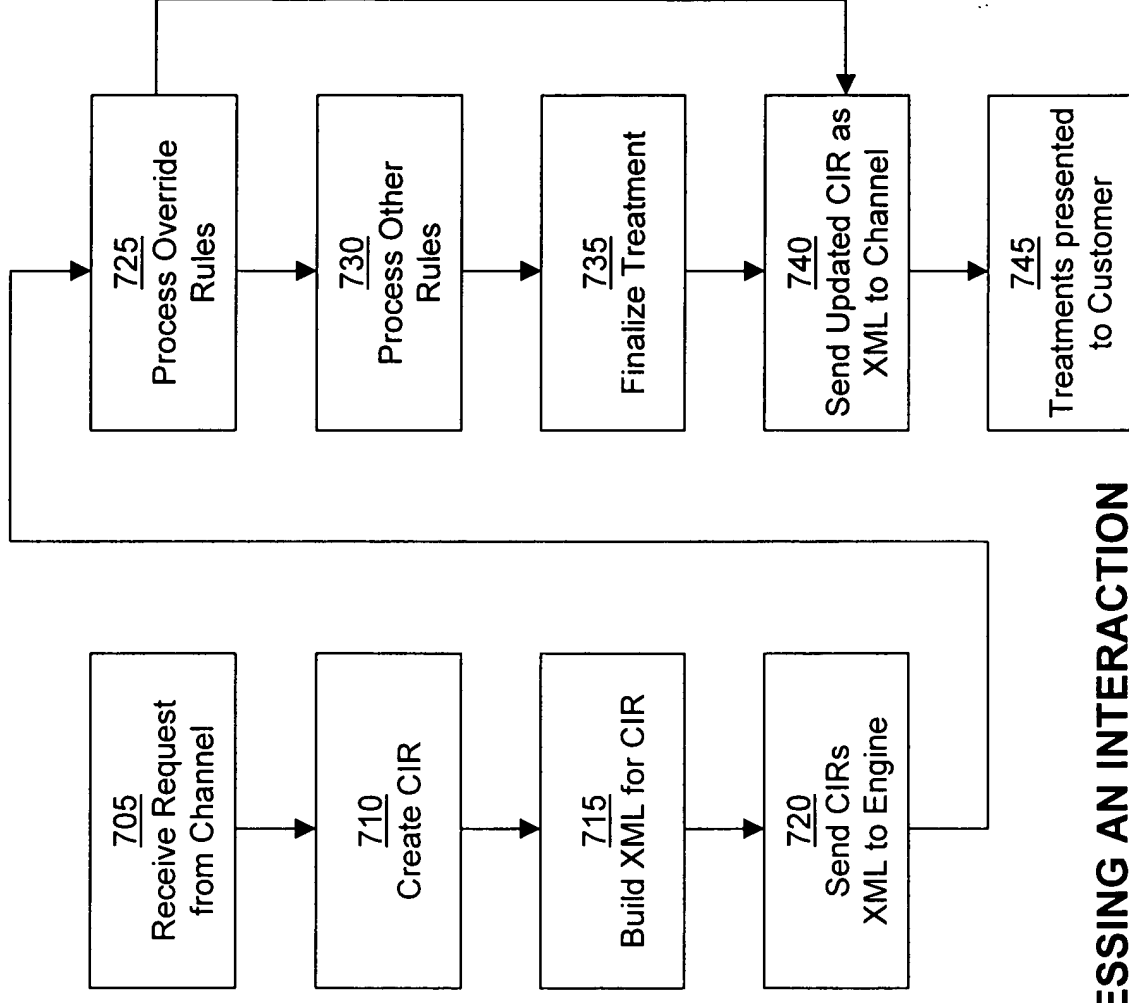 705
Receive Request
from Channel
710
Create CIR
715
Build XML for CIR
720
Send CIRs
XML to Engine
725
Process Override
Rules
730
Process Other
Rules
735
Finalize Treatment
740
Send Updated CIR as
XML to Channel
745
Treatments presented
to Customer
ESSING AN INTERACTION